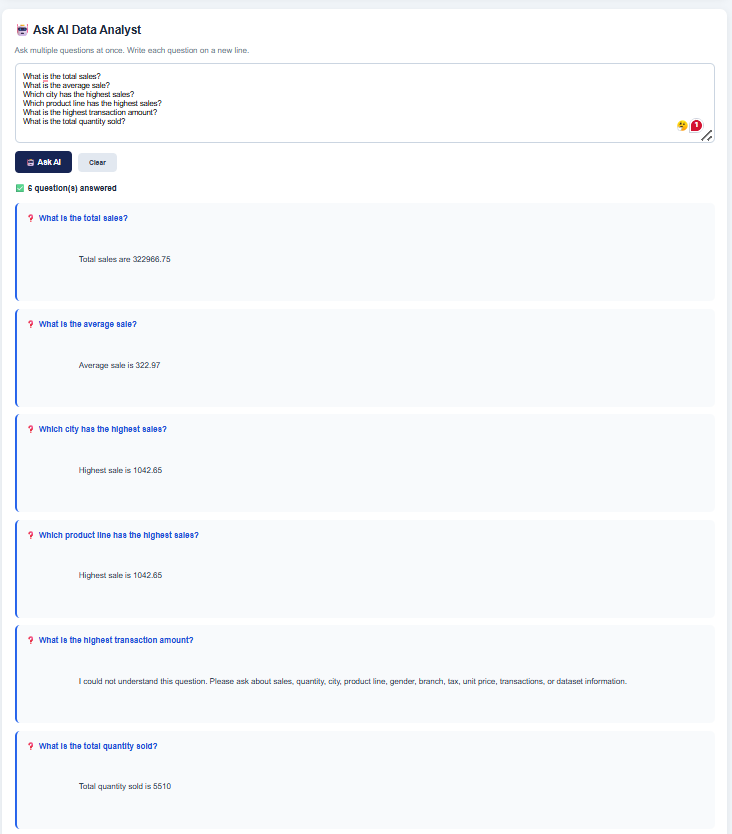 Ask AI Data Analyst
Ask multiple questions at once. Write each question on a new line.
What is the total sales?
What is the average sale?
Which city has the highest sales?
Which product line has the highest sales?
What is the highest transaction amount?
What is the total quantity sold?
1
Ask AI
Clear
6 question(s) answered
What is the total sales?
Total sales are 322966.75
What is the average sale?
Average sale is 322.97
Which city has the highest sales?
Highest sale is 1042.65
Which product line has the highest sales?
Highest sale is 1042.65
What is the highest transaction amount?
I could not understand this question. Please ask about sales, quantity, city, product line, gender, branch, tax, unit price, transactions, or dataset information.
What is the total quantity sold?
Total quantity sold is 5510